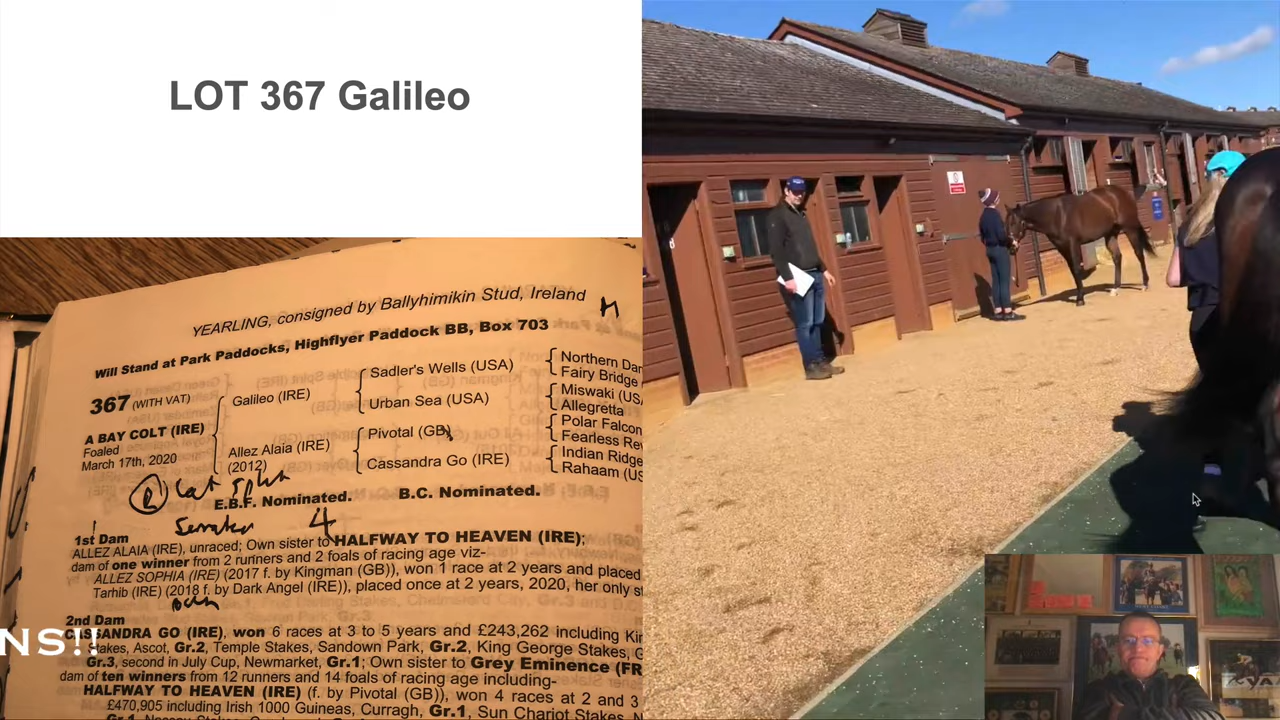 LOT 367 Galileo
YEARLING, consigned by Ballyhimikin Stud, Ireland
Will Stand at Park Paddocks, Highflyer Paddock BB, Box 703
367 (WITH VAT)
A BAY COLT (IRE)
Foaled
March 17th, 2020
Galileo (IRE)
Allez Alaia (IRE)
(2012)
Sadler's Wells (USA)
Urban Sea (USA)
Pivotal (GB)
Cassandra Go (IRE)
Northern Dan
Fairy Bridge
Miswaki (USA
Allegretta
Polar Falcon
Fearless Rev
Indian Ridge
Rahaam (US
E.B.F. Nominated. B.C. Nominated.
4
1st Dam
ALLEZ ALAIA (IRE), unraced; Own sister to HALFWAY TO HEAVEN (IRE);
dam of one winner from 2 runners and 2 foals of racing age viz-
ALLEZ SOPHIA (IRE) (2017 f. by Kingman (GB)), won 1 race at 2 years and placed
Tarhib (IRE) (2018 f. by Dark Angel (IRE)), placed once at 2 years, 2020, her only st
2nd Dam
CASSANDRA GO (IRE), won 6 races at 3 to 5 years and £243,262 including Kin
Stakes, Ascot, Gr.2, Temple Stakes, Sandown Park, Gr.2, King George Stakes, G
Gr.3, second in July Cup, Newmarket, Gr.1; Own sister to Grey Eminence (FR
dam of ten winners from 12 runners and 14 foals of racing age including-
HALFWAY TO HEAVEN (IRE) (f. by Pivotal (GB)), won 4 races at 2 and 3
£470,905 including Irish 1000 Guineas, Curragh, Gr.1, Sun Chariot Stakes, N
NS!!